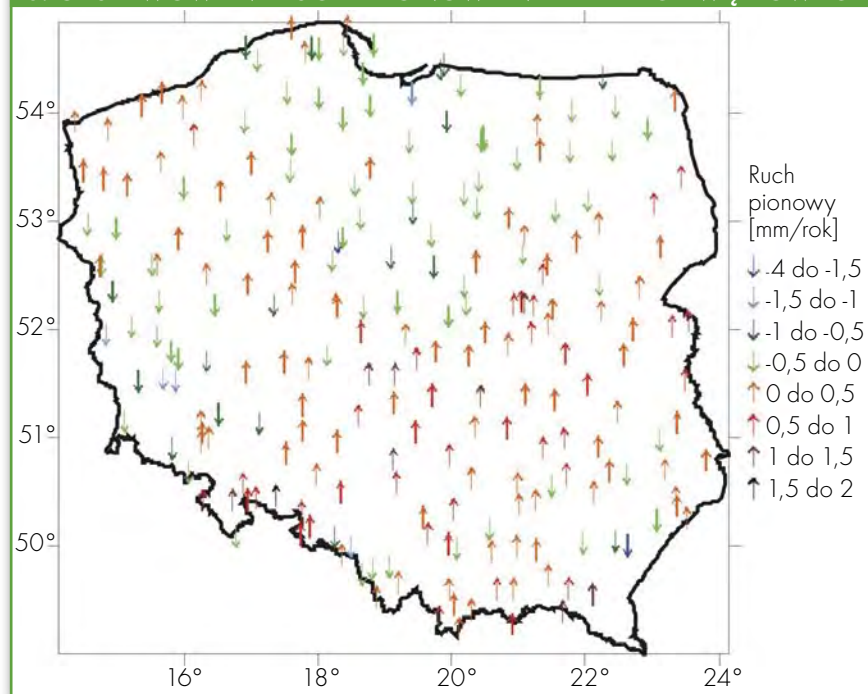 54°
53°
52°
51°
50°
16°
18°
20°
22°
24°
Ruch
pionowy
[mm/rok]
-4 do -1,5
-1,5 do -1
-1 do -0,5
-0,5 do 0
0 do 0,5
0,5 do 1
1 do 1,5
1,5 do 2